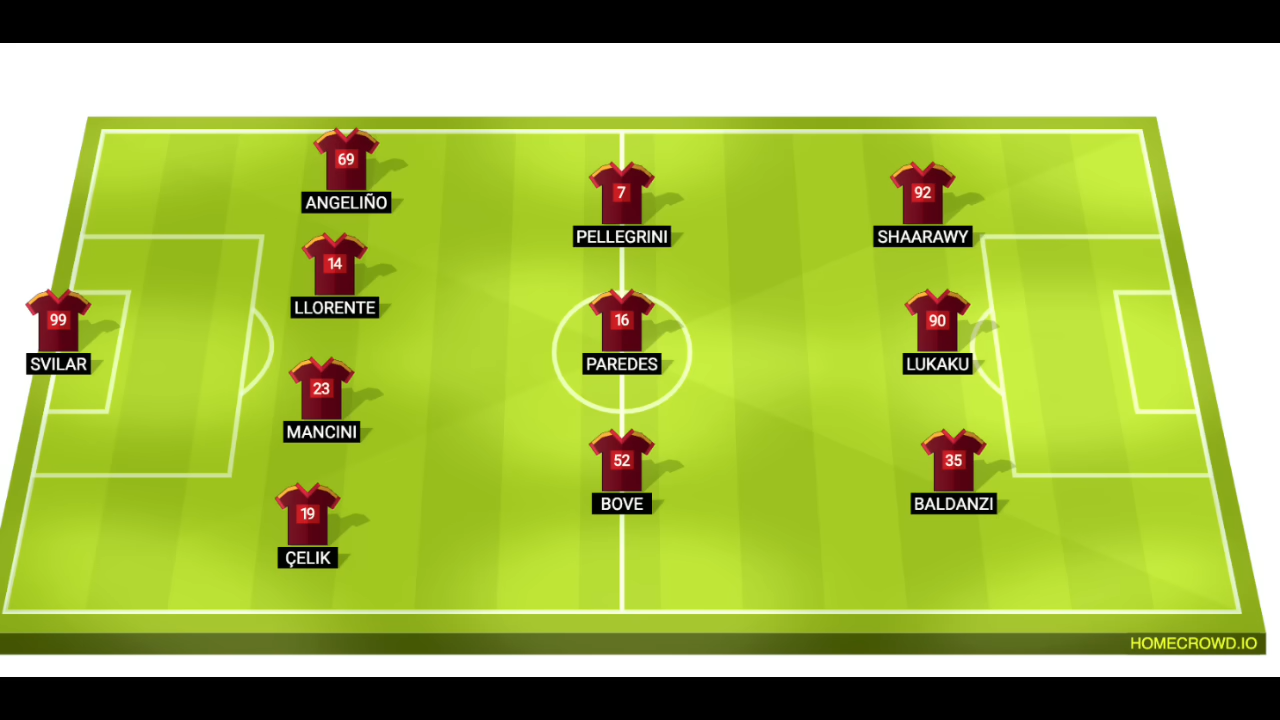 69
ANGELIÑO
7
PELLEGRINI
92
SHAARAWY
14
LLORENTE
99
SVILAR
16
PAREDES
90
LUKAKU
23
MANCINI
52
BOVE
35
BALDANZI
19
ÇELIK
HOMECROWD.IO